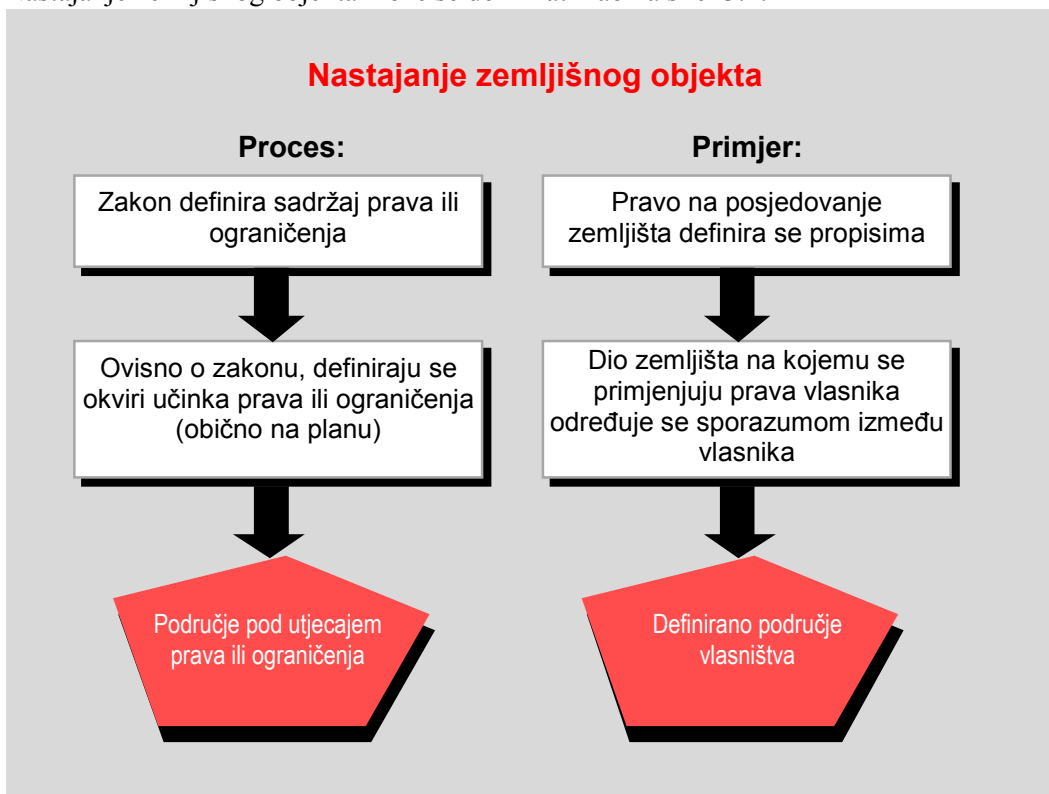 Nastajanje zemljišnog objekta
Proces:
Zakon definira sadržaj prava ili
ograničenja
Ovisno o zakonu, definiraju se
okviri učinka prava ili ograničenja
(obično na planu)
Područje pod utjecajem
prava ili ograničenja
Primjer:
Pravo na posjedovanje
zemljišta definira se propisima
Dio zemljišta na kojemu se
primjenjuju prava vlasnika
određuje se sporazumom između
vlasnika
Definirano područje
vlasništva